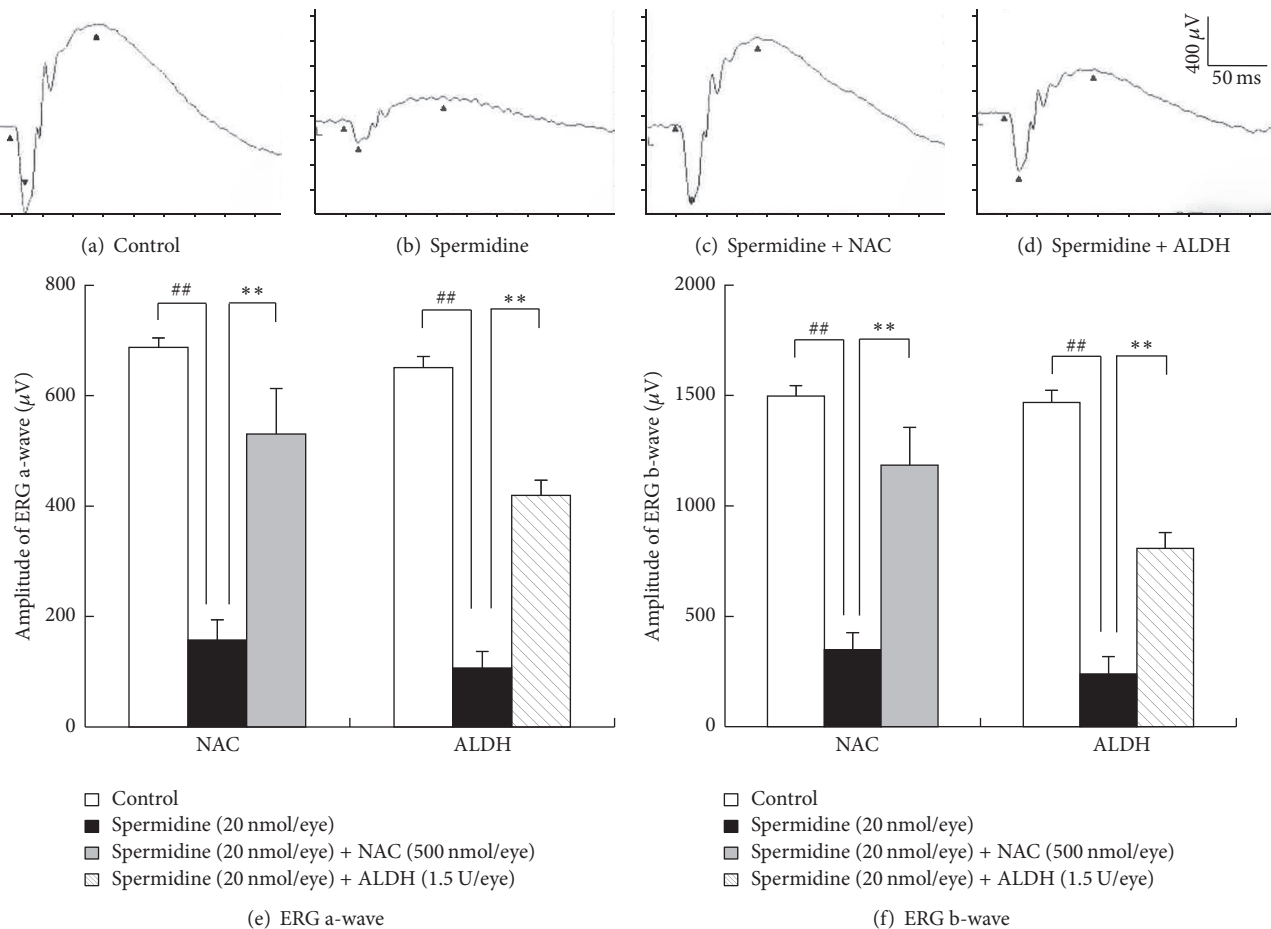 400 μV
50 ms
(a) Control
(b) Spermidine
(c) Spermidine + NAC
(d) Spermidine + ALDH
Amplitude of ERG a-wave (μV)
800
600
400
200
0
##
**
##
**
NAC
ALDH
Control
Spermidine (20 nmol/eye)
Spermidine (20 nmol/eye) + NAC (500 nmol/eye)
Spermidine (20 nmol/eye) + ALDH (1.5 U/eye)
(e) ERG a-wave
Amplitude of ERG b-wave (μV)
2000
1500
1000
500
0
##
**
##
**
NAC
ALDH
Control
Spermidine (20 nmol/eye)
Spermidine (20 nmol/eye) + NAC (500 nmol/eye)
Spermidine (20 nmol/eye) + ALDH (1.5 U/eye)
(f) ERG b-wave